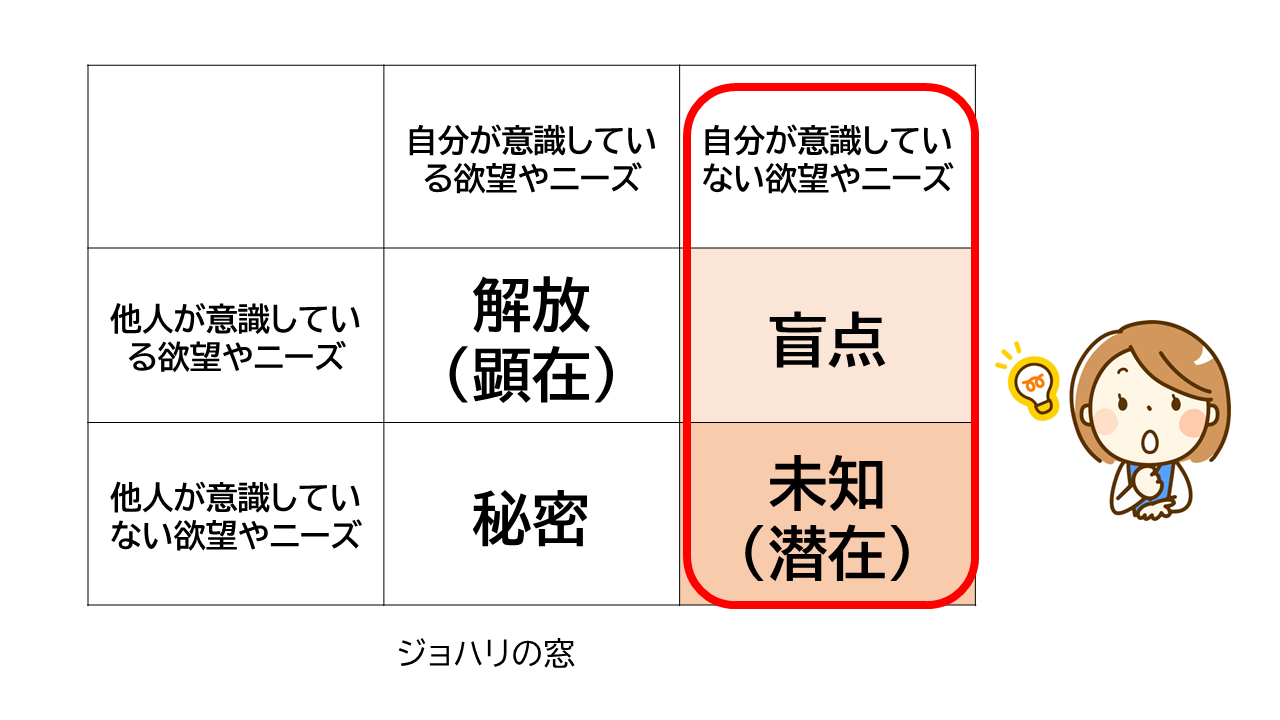 自分が意識してい
る欲望やニーズ
自分が意識してい
ない欲望やニーズ
他人が意識してい
る欲望やニーズ
解放
（顕在）
盲点
他人が意識してい
ない欲望やニーズ
秘密
未知
（潜在）
ジョハリの窓